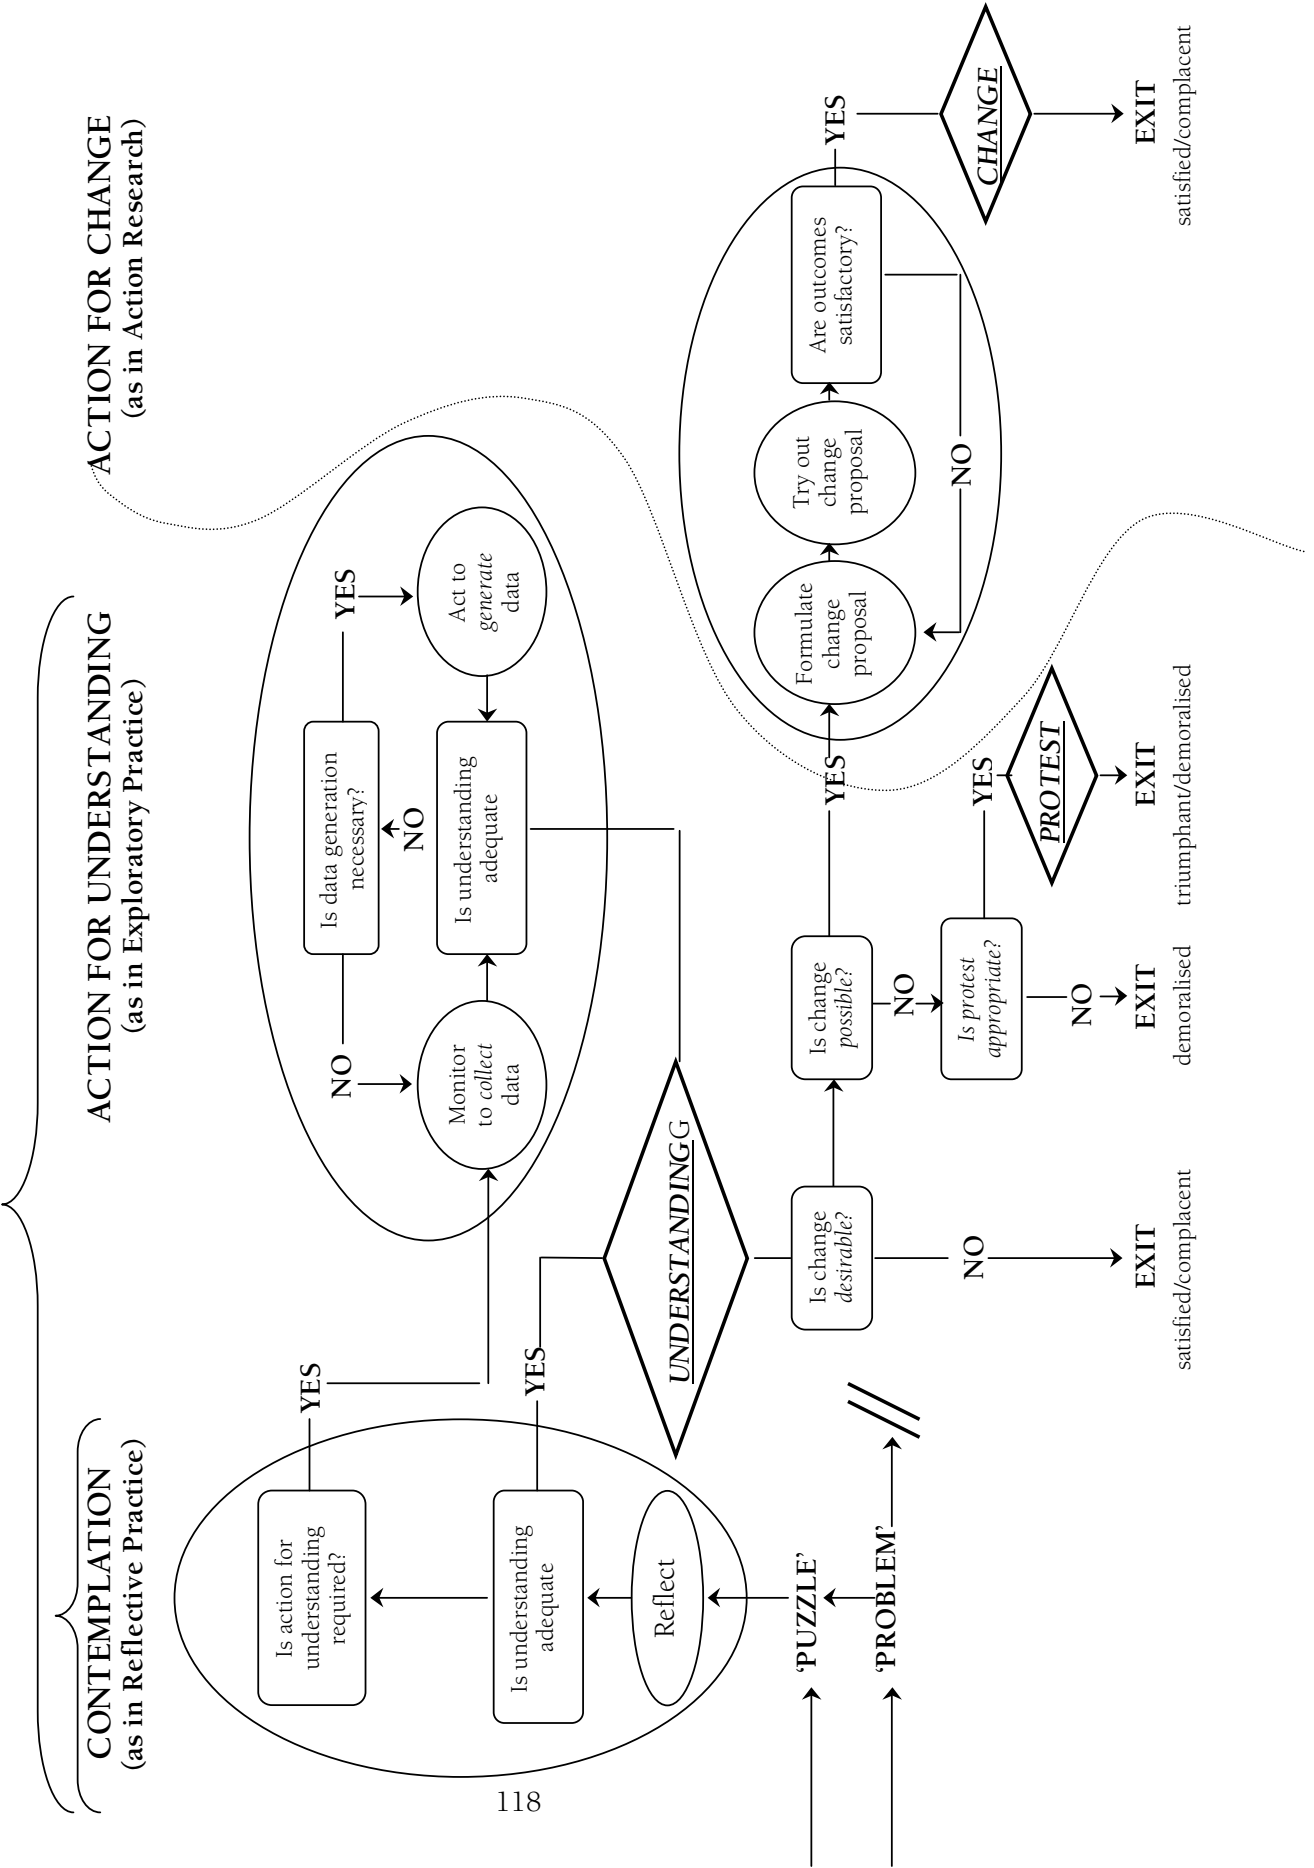 CONTEMPLATION
(as in Reflective Practice)
ACTION FOR UNDERSTANDING
(as in Exploratory Practice)
ACTION FOR CHANGE
(as in Action Research)
Is action for
understanding
required?
YES
Is understanding
adequate
YES
Reflect
‘PUZZLE’
‘PROBLEM’
NO
Is data generation
necessary?
YES
NO
Monitor
to collect
data
Is understanding
adequate
Act to
generate
data
UNDERSTANDINGG
Is change
desirable?
NO
EXIT
satisfied/complacent
Is change
possible?
YES
NO
Is protest
appropriate?
YES
NO
EXIT
demoralised
PROTEST
EXIT
triumphant/demoralised
Formulate
change
proposal
Try out
change
proposal
Are outcomes
satisfactory?
NO
YES
CHANGE
EXIT
satisfied/complacent
118